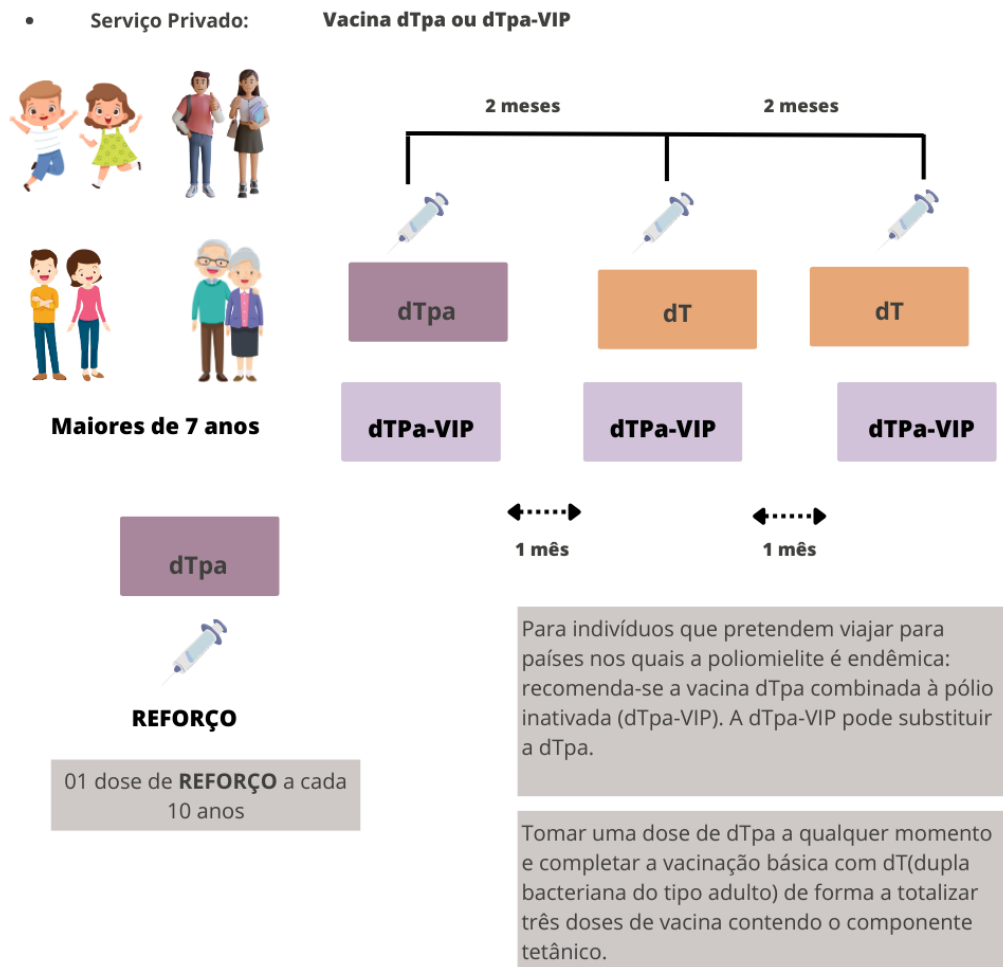 • Serviço Privado: Vacina dTpa ou dTpa-VIP
2 meses 2 meses
dTpa dT dT
Maiores de 7 anos
dTPa-VIP dTPa-VIP dTPa-VIP
1 mês 1 mês
dTpa
REFORÇO
01 dose de REFORÇO a cada
10 anos
Para indivíduos que pretendem viajar para
países nos quais a poliomielite é endêmica:
recomenda-se a vacina dTpa combinada à pólio
inativada (dTpa-VIP). A dTpa-VIP pode substituir
a dTpa.
Tomar uma dose de dTpa a qualquer momento
e completar a vacinação básica com dT(dupla
bacteriana do tipo adulto) de forma a totalizar
três doses de vacina contendo o componente
tetânico.